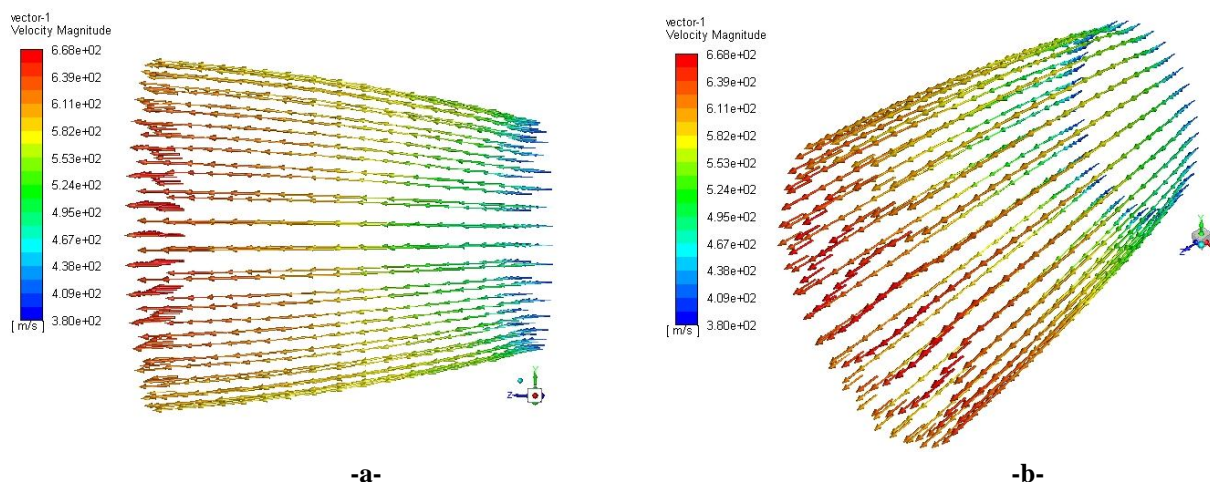 vector-1
Velocity Magnitude
6.68e+02
6.39e+02
6.11e+02
5.82e+02
5.53e+02
5.24e+02
4.95e+02
4.67e+02
4.38e+02
4.09e+02
3.80e+02
[ m/s ]
Y
Z
-a-
vector-1
Velocity Magnitude
6.68e+02
6.39e+02
6.11e+02
5.82e+02
5.53e+02
5.24e+02
4.95e+02
4.67e+02
4.38e+02
4.09e+02
3.80e+02
[ m/s ]
Y
Z
-b-